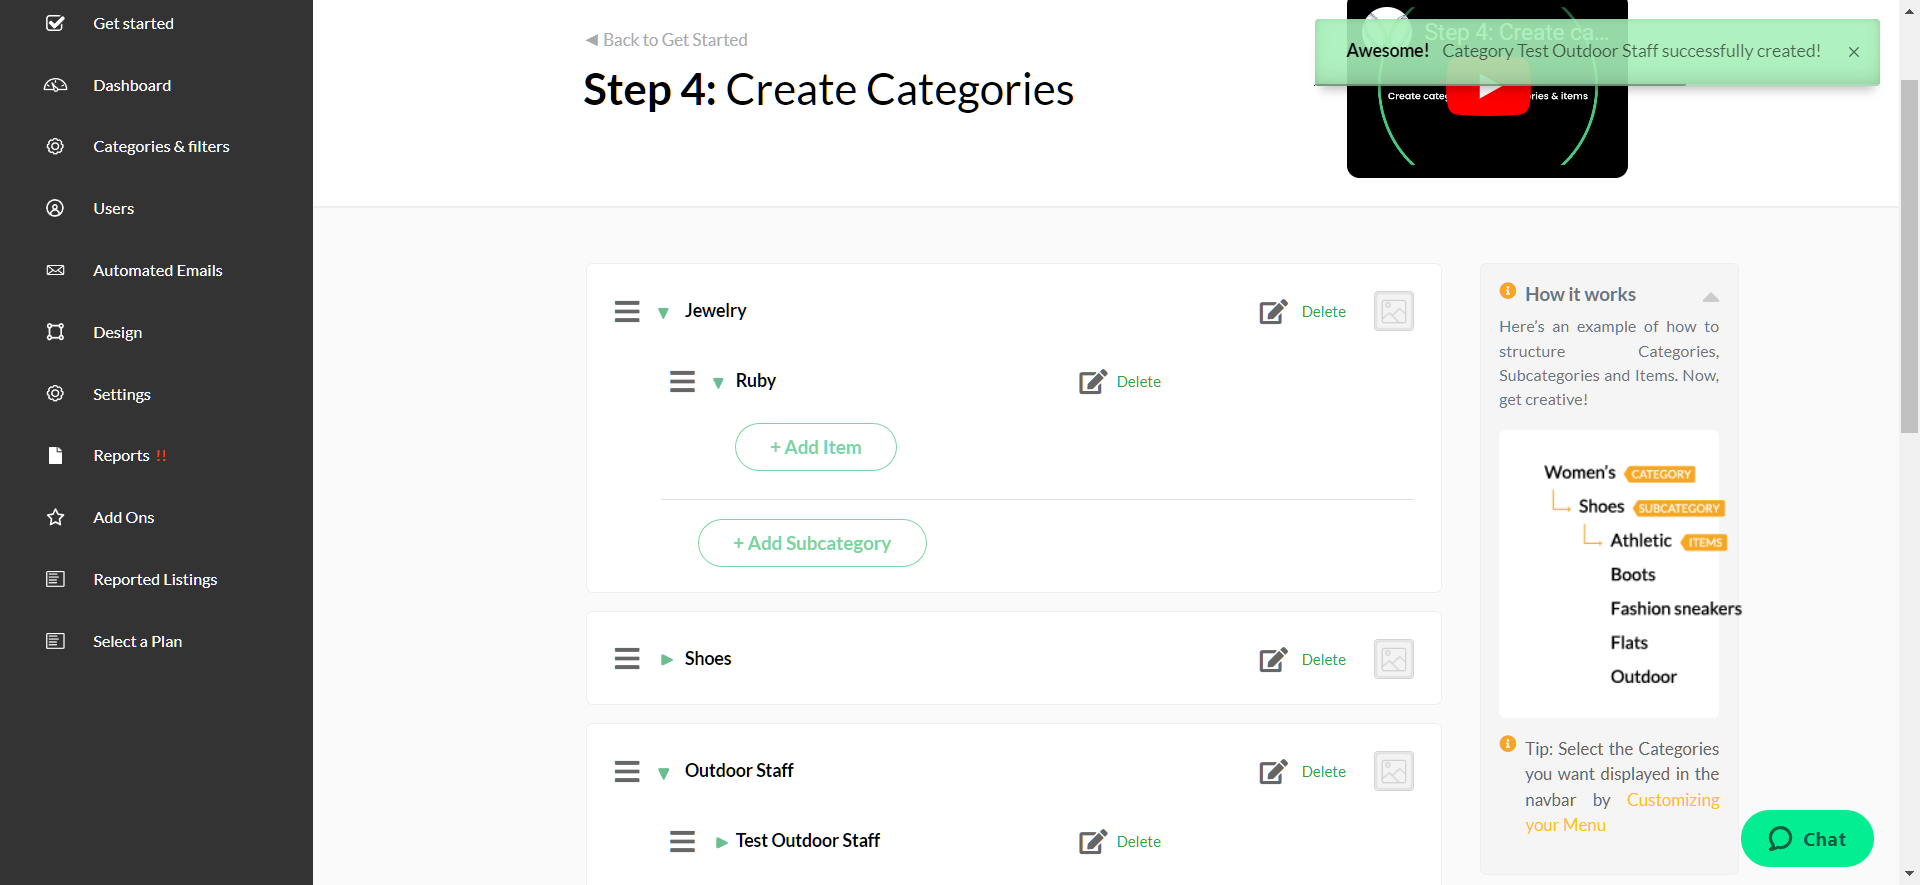 Get started
Dashboard
Categories & filters
Users
Automated Emails
Design
Settings
Reports !!
Add Ons
Reported Listings
Select a Plan
◀ Back to Get Started
Step 4: Create Categories
Step 4: Create ca...
Awesome! Category Test Outdoor Staff successfully created! ×
Create categ
ries & items
Jewelry
Delete
Ruby
Delete
+ Add Item
+ Add Subcategory
Shoes
Delete
Outdoor Staff
Delete
Test Outdoor Staff
Delete
How it works
Here's an example of how to
structure Categories,
Subcategories and Items. Now,
get creative!
Women's CATEGORY
Shoes SUBCATEGORY
Athletic ITEMS
Boots
Fashion sneakers
Flats
Outdoor
Tip: Select the Categories
you want displayed in the
navbar by Customizing
your Menu
Chat